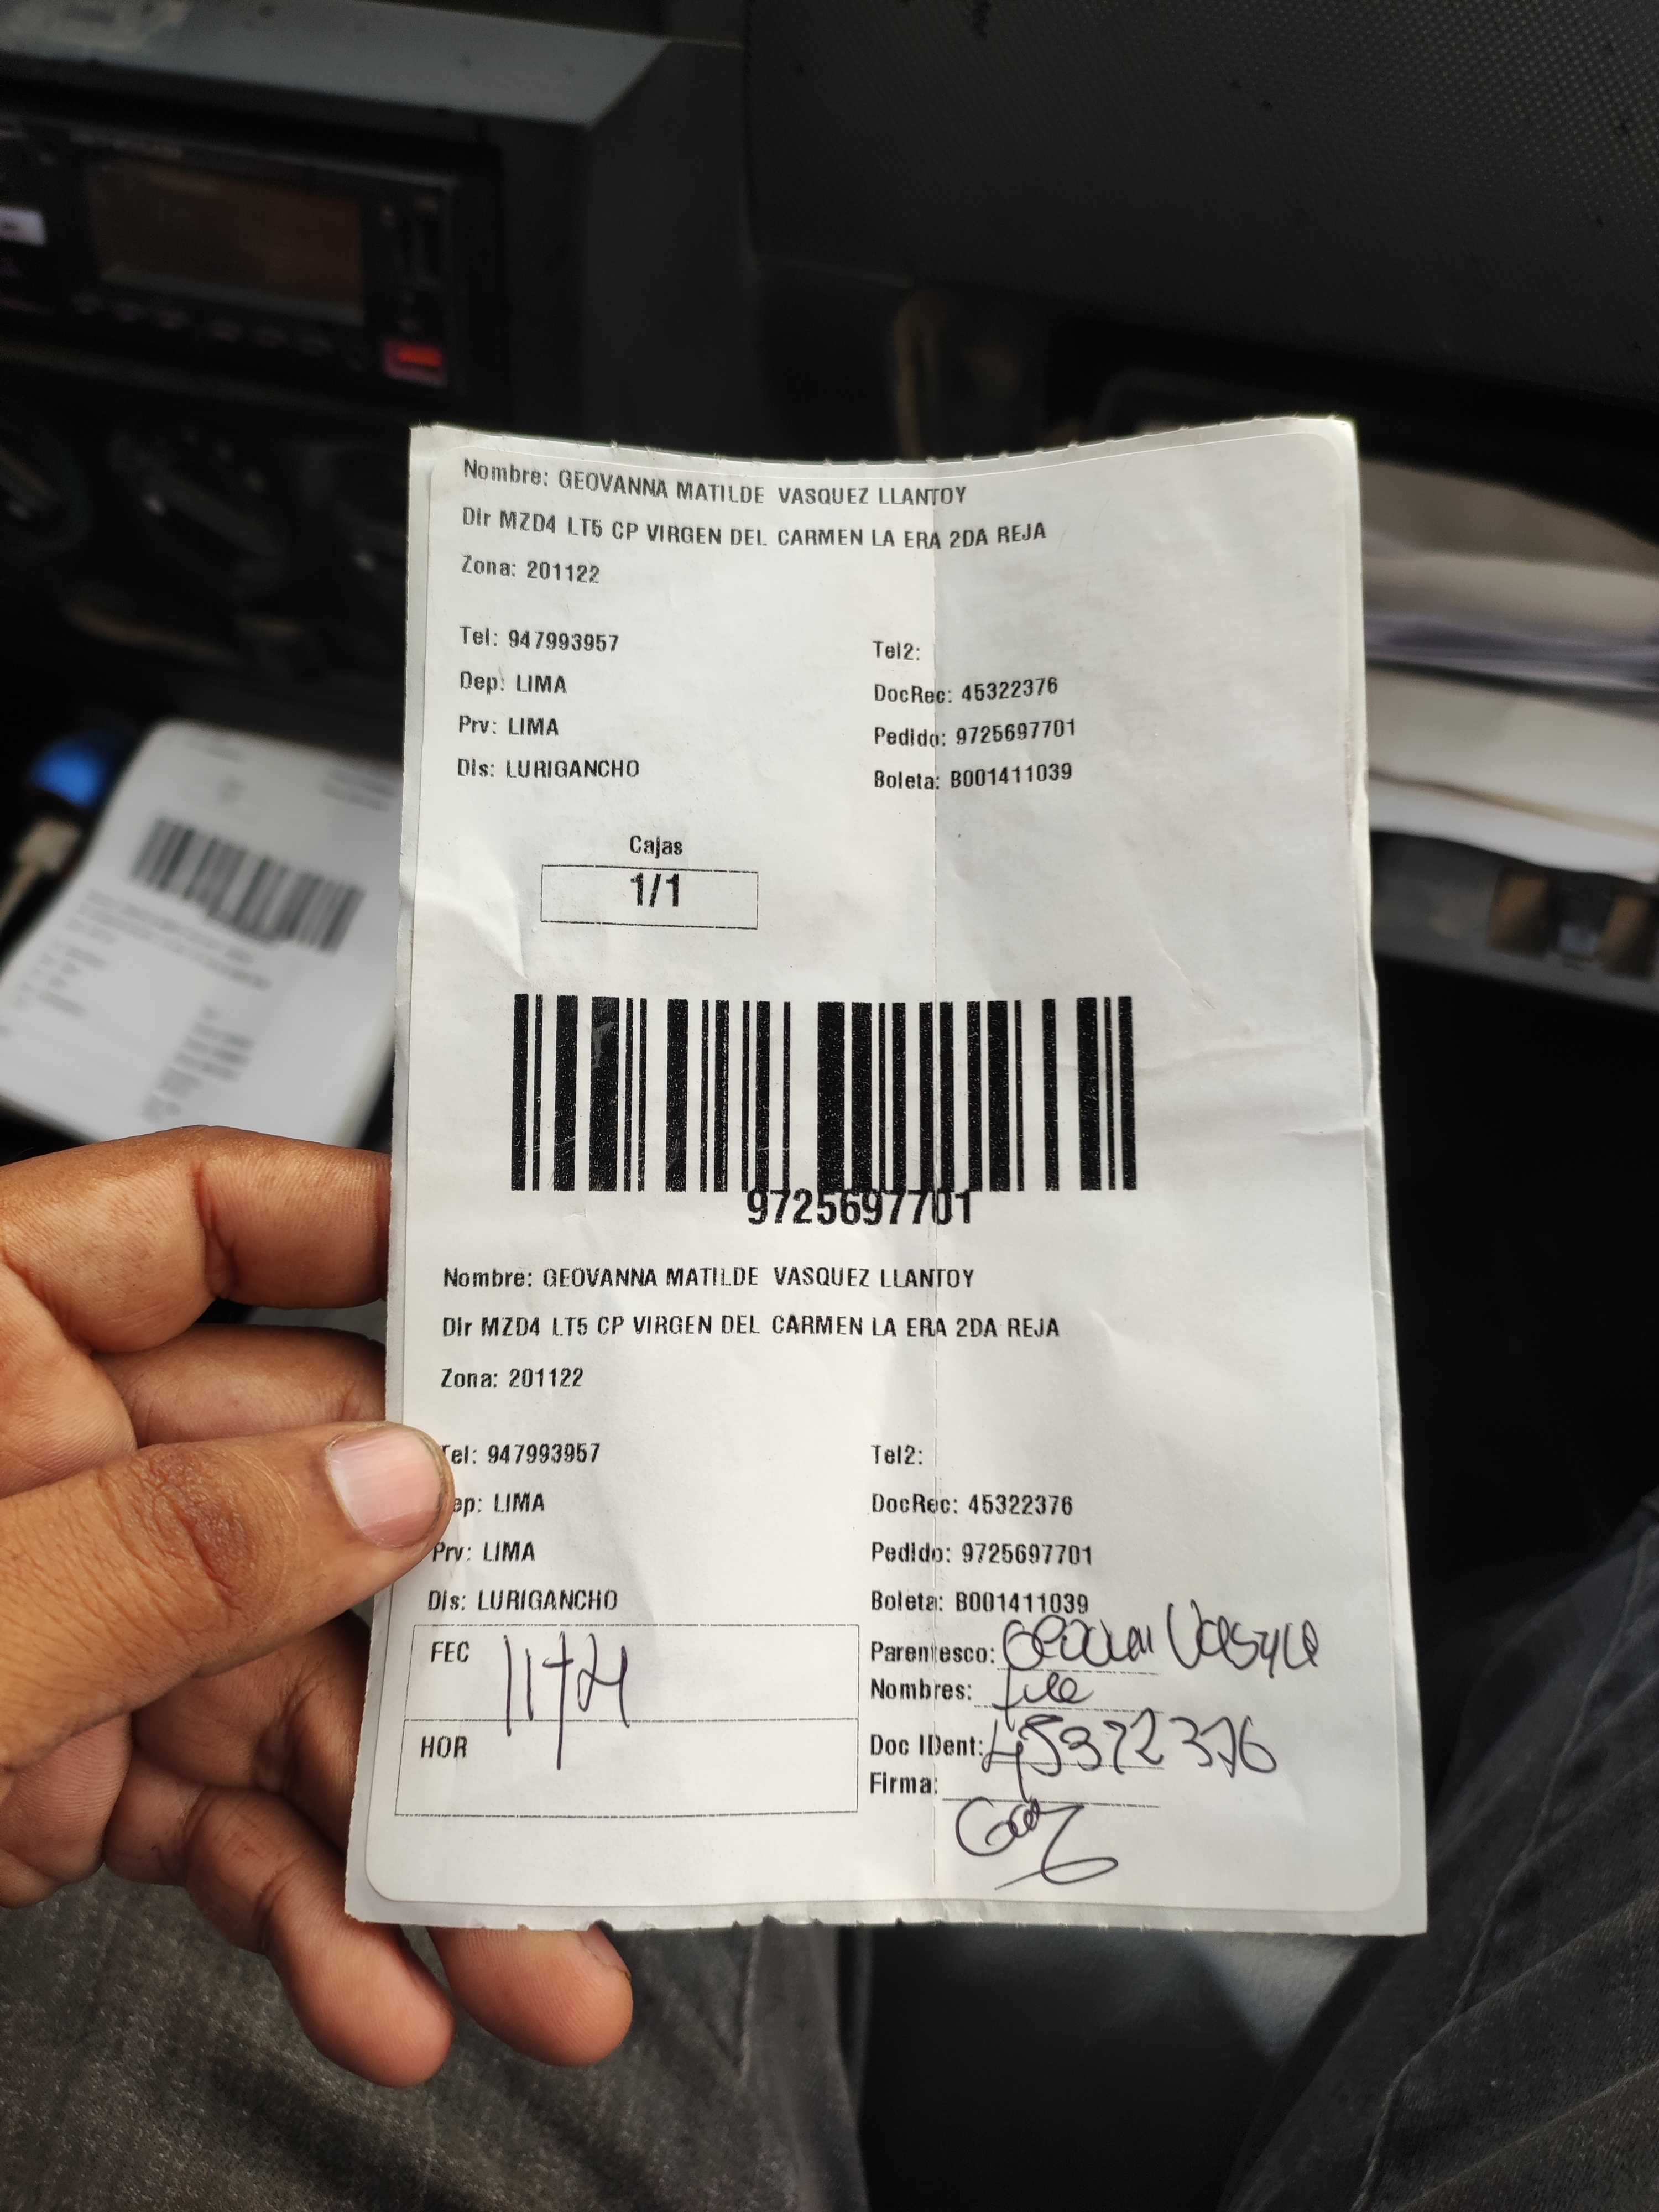 Nombre: GEOVANNA MATILDE VASQUEZ LLANTOY
Dir MZD4 LT5 CP VIRGEN DEL CARMEN LA ERA 2DA REJA
Zona: 201122
Tel: 947993957 Tel2:
Dep: LIMA DocRec: 45322376
Prv: LIMA Pedido: 9725697701
Dis: LURIGANCHO Boleta: B001411039
Cajas
1/1
9725697701
Nombre: GEOVANNA MATILDE VASQUEZ LLANTOY
Dir MZD4 LT5 CP VIRGEN DEL CARMEN LA ERA 2DA REJA
Zona: 201122
Tel: 947993957 Tel2:
ep: LIMA DocRec: 45322376
Prv: LIMA Pedido: 9725697701
Dis: LURIGANCHO Boleta: B001411039
FEC Parentesco:
Nombres:
HOR Doc IDent: 45322376
Firma: